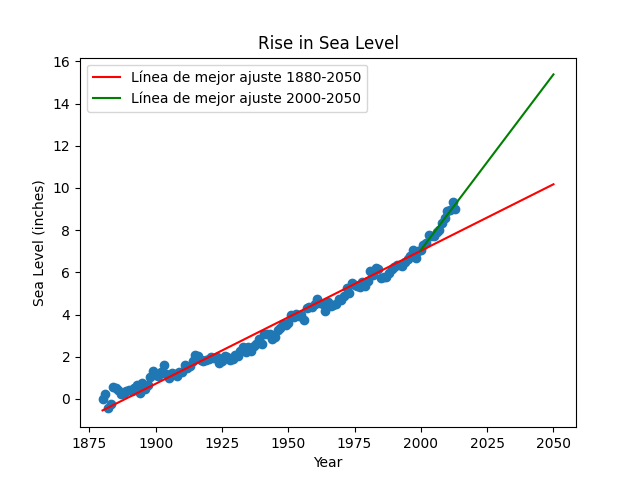 Rise in Sea Level
Línea de mejor ajuste 1880-2050
Línea de mejor ajuste 2000-2050
Sea Level (inches)
16
14
12
10
8
6
4
2
0
1875 1900 1925 1950 1975 2000 2025 2050
Year